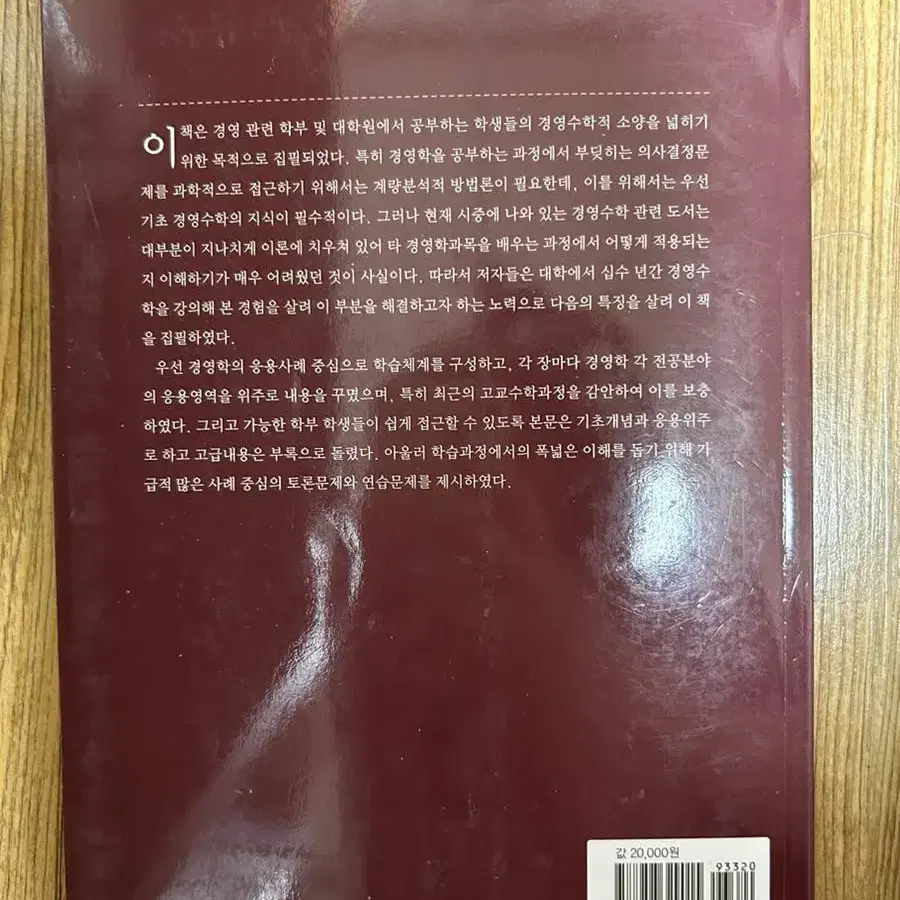 이 책은 경영 관련 학부 및 대학원에서 공부하는 학생들의 경영수학적 소양을 넓히기
위한 목적으로 집필되었다. 특히 경영학을 공부하는 과정에서 부딪히는 의사결정문
제를 과학적으로 접근하기 위해서는 계량분석적 방법론이 필요한데, 이를 위해서는 우선
기초 경영수학의 지식이 필수적이다. 그러나 현재 시중에 나와 있는 경영수학 관련 도서는
대부분이 지나치게 이론에 치우쳐 있어 타 경영학과목을 배우는 과정에서 어떻게 적용되는
지 이해하기가 매우 어려웠던 것이 사실이다. 따라서 저자들은 대학에서 십수 년간 경영수
학을 강의해 본 경험을 살려 이 부분을 해결하고자 하는 노력으로 다음의 특징을 살려 이 책
을 집필하였다.
우선 경영학의 응용사례 중심으로 학습체계를 구성하고, 각 장마다 경영학 각 전공분야
의 응용영역을 위주로 내용을 꾸몄으며, 특히 최근의 고교수학과정을 감안하여 이를 보충
하였다. 그리고 가능한 학부 학생들이 쉽게 접근할 수 있도록 본문은 기초개념과 응용위주
로 하고 고급내용은 부록으로 돌렸다. 아울러 학습과정에서의 폭넓은 이해를 돕기 위해 가
급적 많은 사례 중심의 토론문제와 연습문제를 제시하였다.
값 20,000원
93320